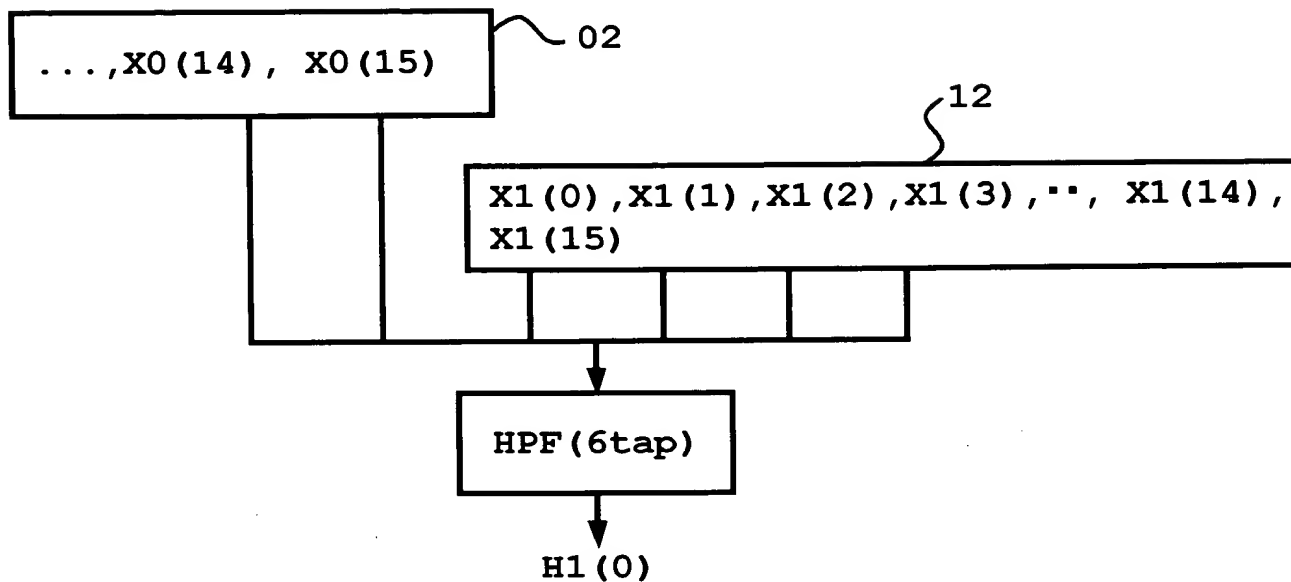 02
...,X0(14), X0(15)
12
X1(0),X1(1),X1(2),X1(3),▪▪, X1(14),
X1(15)
HPF(6tap)
H1(0)